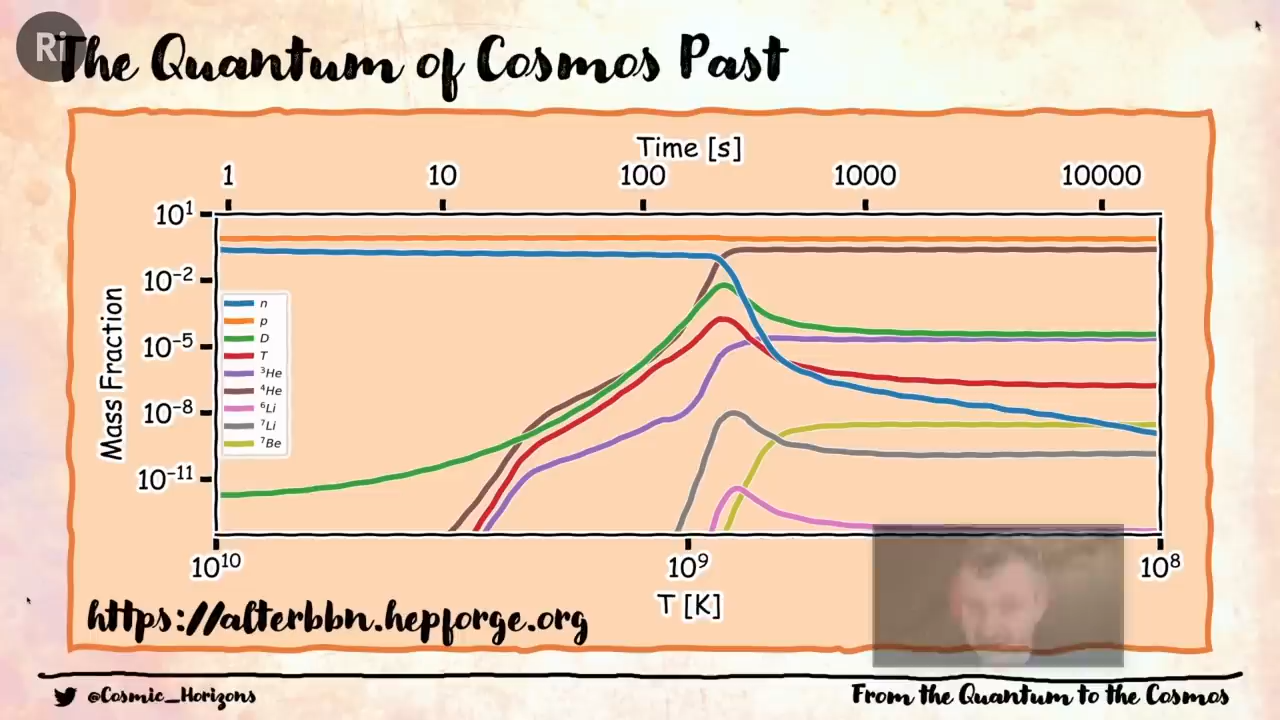 Ri
The Quantum of Cosmos Past
Time [s]
1 10 100 1000 10000
10¹
10⁻²
10⁻⁵
10⁻⁸
10⁻¹¹
Mass Fraction
n
p
D
T
³He
⁴He
⁶Li
⁷Li
⁷Be
10¹⁰ 10⁹ 10⁸
T [K]
https://alterbbn.hepforge.org
@Cosmic_Horizons
From the Quantum to the Cosmos